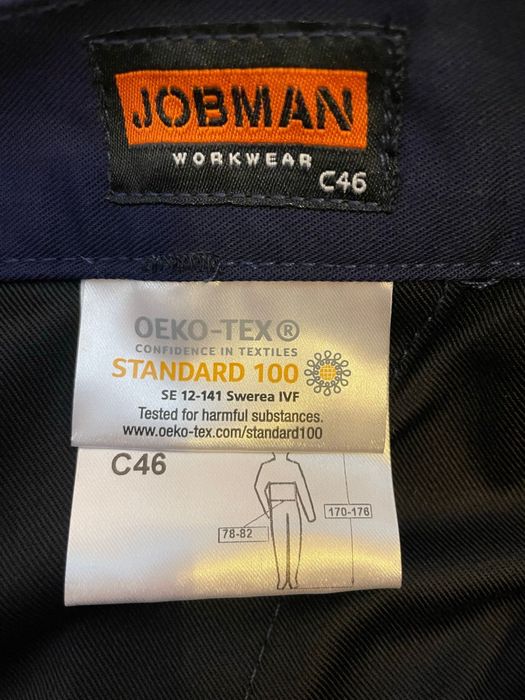 JOBMAN
WORKWEAR
C46
OEKO-TEX®
CONFIDENCE IN TEXTILES
STANDARD 100
SE 12-141 Swerea IVF
Tested for harmful substances.
www.oeko-tex.com/standard100
C46
170-176
78-82